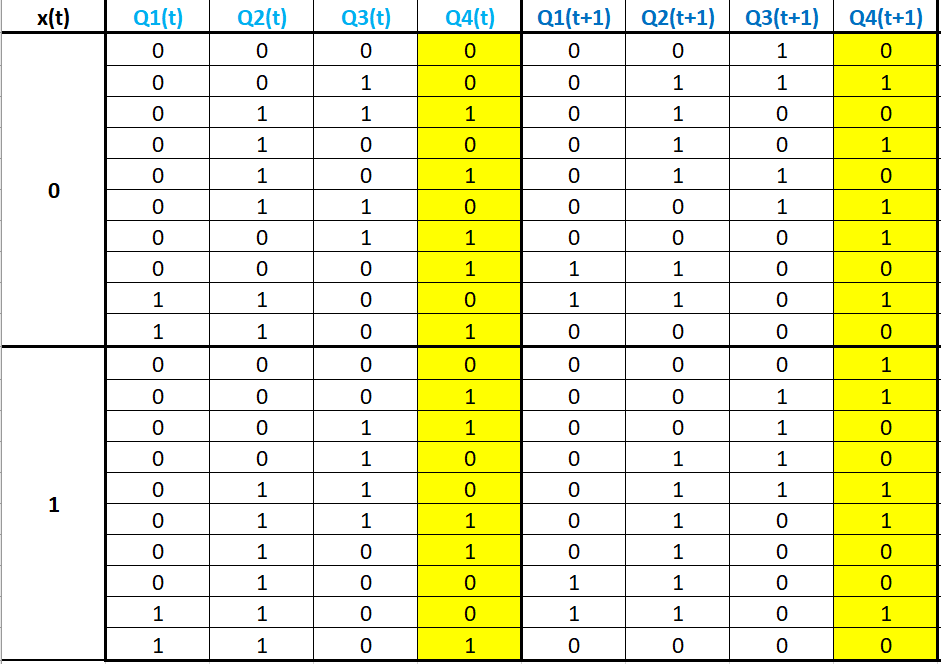 x(t) Q1(t) Q2(t) Q3(t) Q4(t) Q1(t+1) Q2(t+1) Q3(t+1) Q4(t+1)
0 0 0 0 0 0 1 0
0 0 1 0 0 1 1 1
0 1 1 1 0 1 0 0
0 1 0 0 0 1 0 1
0 1 0 1 0 1 1 0
0
0 1 1 0 0 0 1 1
0 0 1 1 0 0 0 1
0 0 0 1 1 1 0 0
1 1 0 0 1 1 0 1
1 1 0 1 0 0 0 0
0 0 0 0 0 0 0 1
0 0 0 1 0 0 1 1
0 0 1 1 0 0 1 0
0 0 1 0 0 1 1 0
0 1 1 0 0 1 1 1
1
0 1 1 1 0 1 0 1
0 1 0 1 0 1 0 0
0 1 0 0 1 1 0 0
1 1 0 0 1 1 0 1
1 1 0 1 0 0 0 0